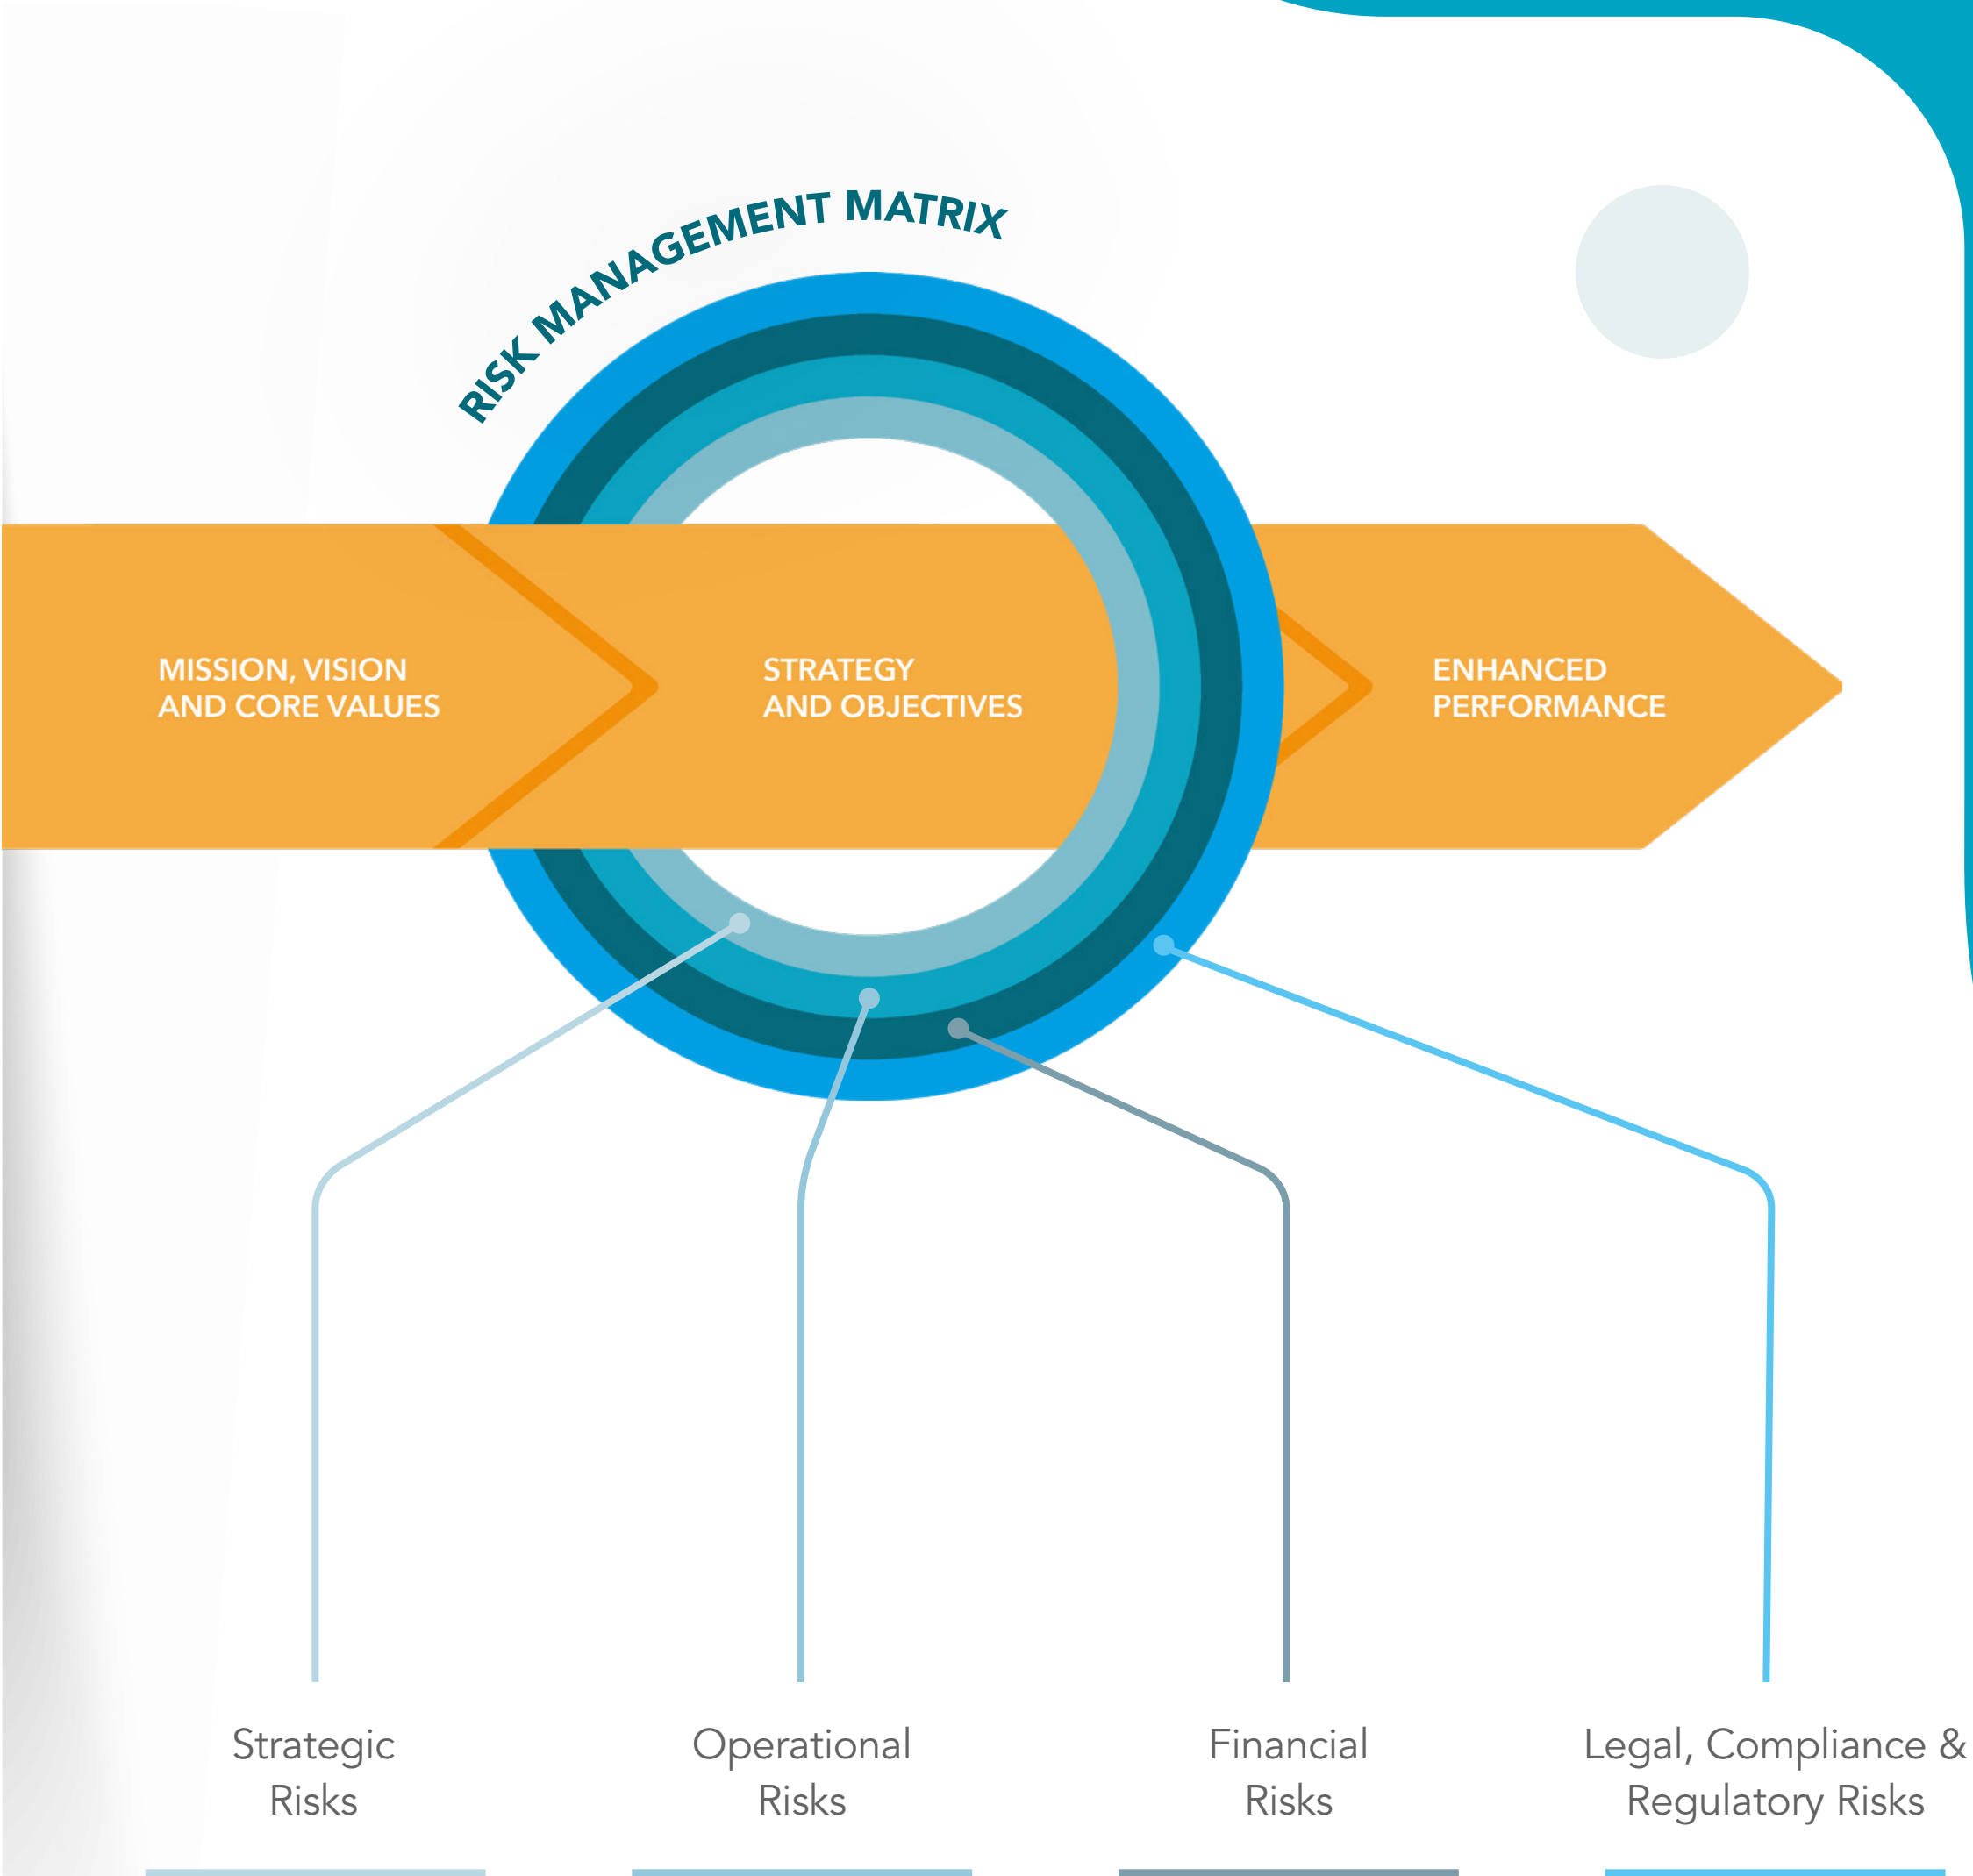 RISK MANAGEMENT MATRIX
MISSION, VISION
AND CORE VALUES
STRATEGY
AND OBJECTIVES
ENHANCED
PERFORMANCE
Strategic
Risks
Operational
Risks
Financial
Risks
Legal, Compliance &
Regulatory Risks